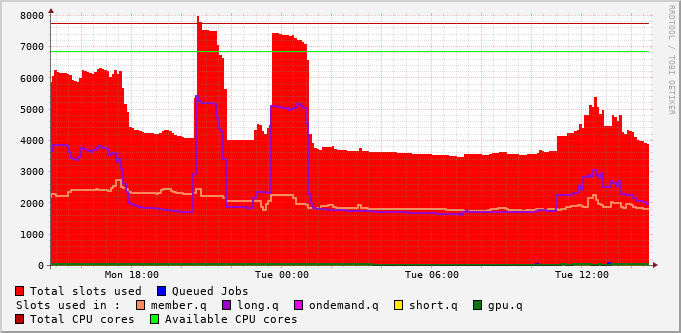 8000
7000
6000
5000
4000
3000
2000
1000
0
Mon 18:00 Tue 00:00 Tue 06:00 Tue 12:00
Total slots used Queued Jobs
Slots used in : member.q long.q ondemand.q short.q gpu.q
Total CPU cores Available CPU cores
RRDTOOL / TOBI OETIKER